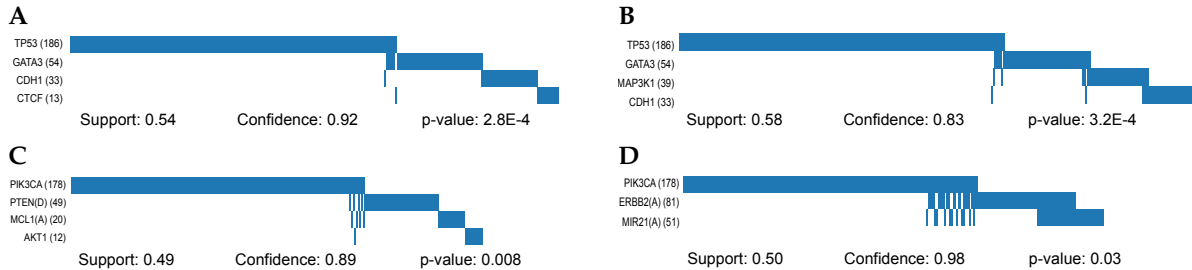 A
TP53 (186)
GATA3 (54)
CDH1 (33)
CTCF (13)
Support: 0.54 Confidence: 0.92 p-value: 2.8E-4
B
TP53 (186)
GATA3 (54)
MAP3K1 (39)
CDH1 (33)
Support: 0.58 Confidence: 0.83 p-value: 3.2E-4
C
PIK3CA (178)
PTEN(D) (49)
MCL1(A) (20)
AKT1 (12)
Support: 0.49 Confidence: 0.89 p-value: 0.008
D
PIK3CA (178)
ERBB2(A) (81)
MIR21(A) (51)
Support: 0.50 Confidence: 0.98 p-value: 0.03